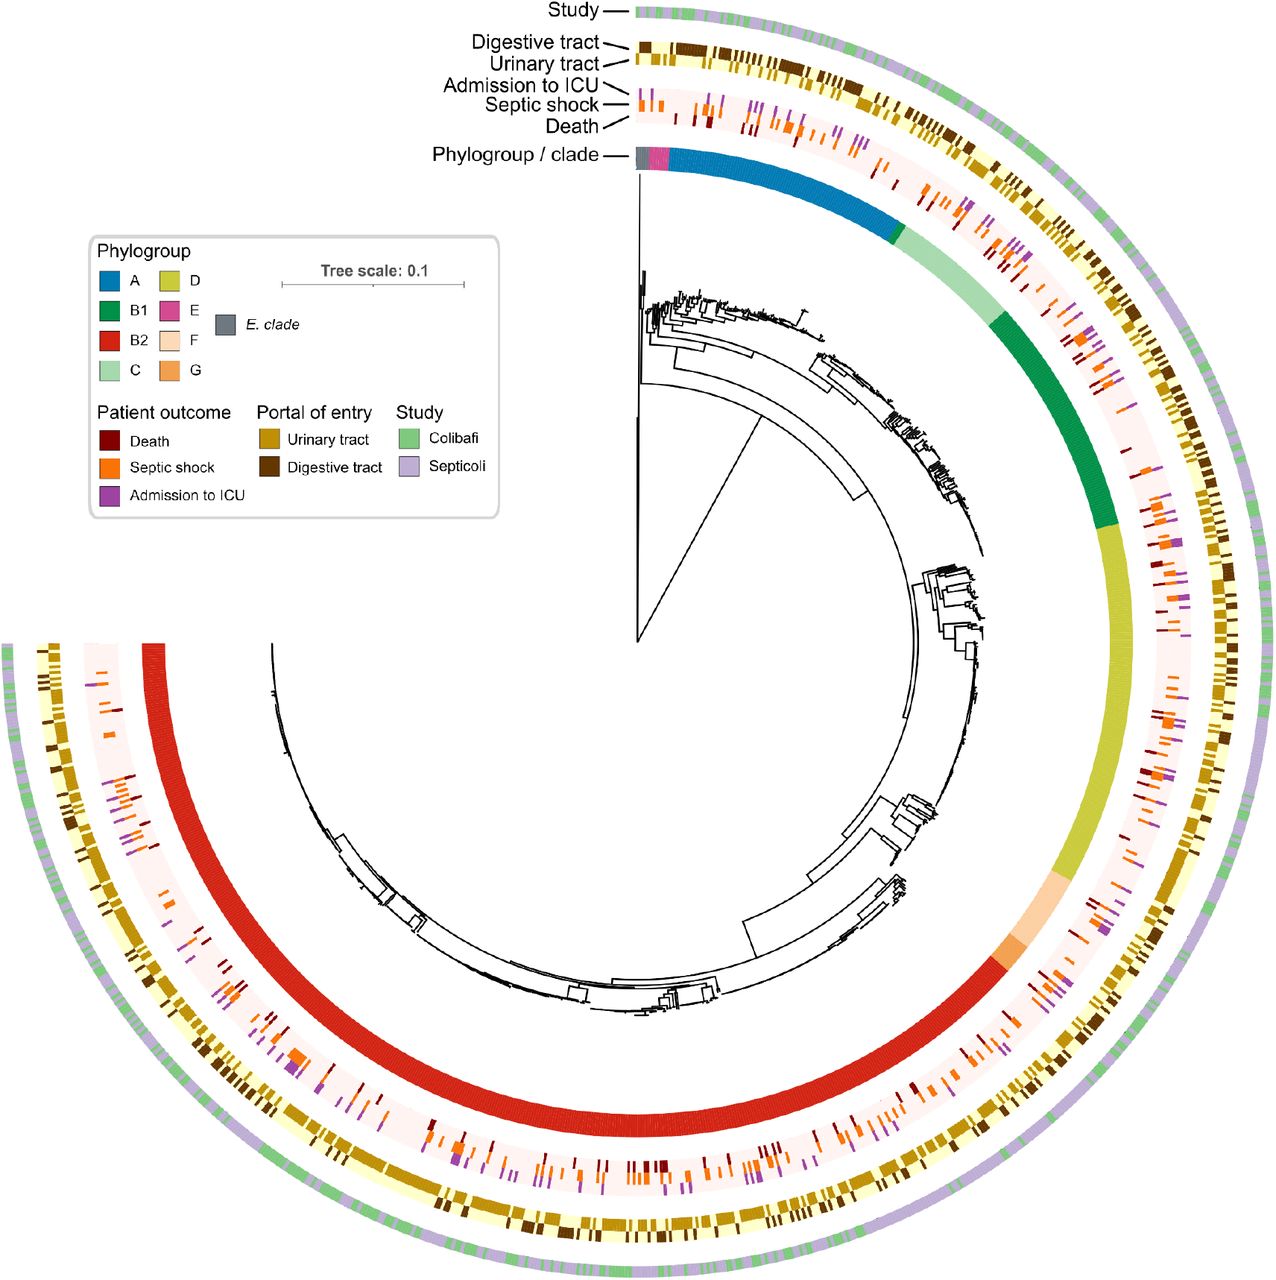 Study
Digestive tract
Urinary tract
Admission to ICU
Septic shock
Death
Phylogroup / clade
Phylogroup
A
D
B1
E
B2
F
C
G
E. clade
Tree scale: 0.1
Patient outcome
Death
Septic shock
Admission to ICU
Portal of entry
Urinary tract
Digestive tract
Study
Colibafi
Septicoli